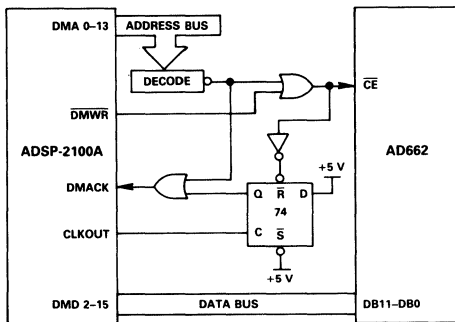 DMA 0–13
ADDRESS BUS
DECODE
DMWR
CE
ADSP-2100A
AD662
+5 V
DMACK
Q
R
D
74
CLKOUT
C
S
+5 V
DMD 2–15
DATA BUS
DB11–DB0